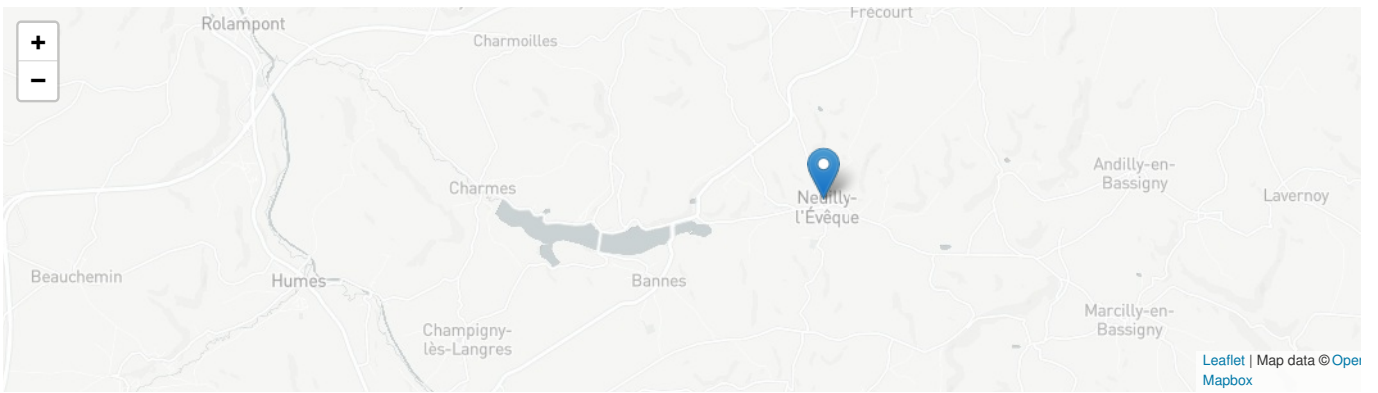 Rolampont
Frécourt
+
Charmoilles
−
Andilly-en-
Bassigny
Charmes
Lavernoy
Neuilly-
l'Évêque
Beauchemin
Humes
Bannes
Marcilly-en-
Bassigny
Champigny-
lès-Langres
Leaflet | Map data © Open
Mapbox